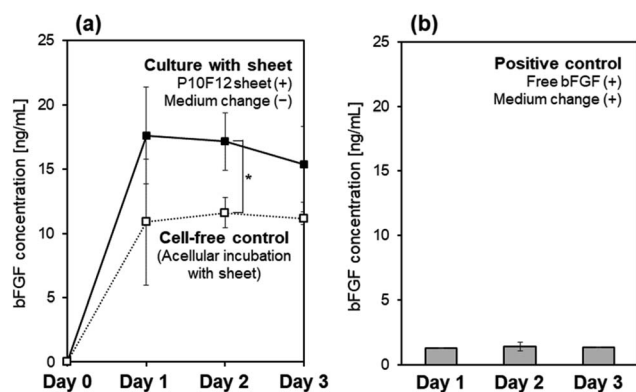 (a)
bFGF concentration [ng/mL]
25
20
15
10
5
0
Culture with sheet
P10F12 sheet (+)
Medium change (−)
*
Cell-free control
(Acellular incubation
with sheet)
Day 0 Day 1 Day 2 Day 3
(b)
bFGF concentration [ng/mL]
25
20
15
10
5
0
Positive control
Free bFGF (+)
Medium change (+)
Day 1 Day 2 Day 3